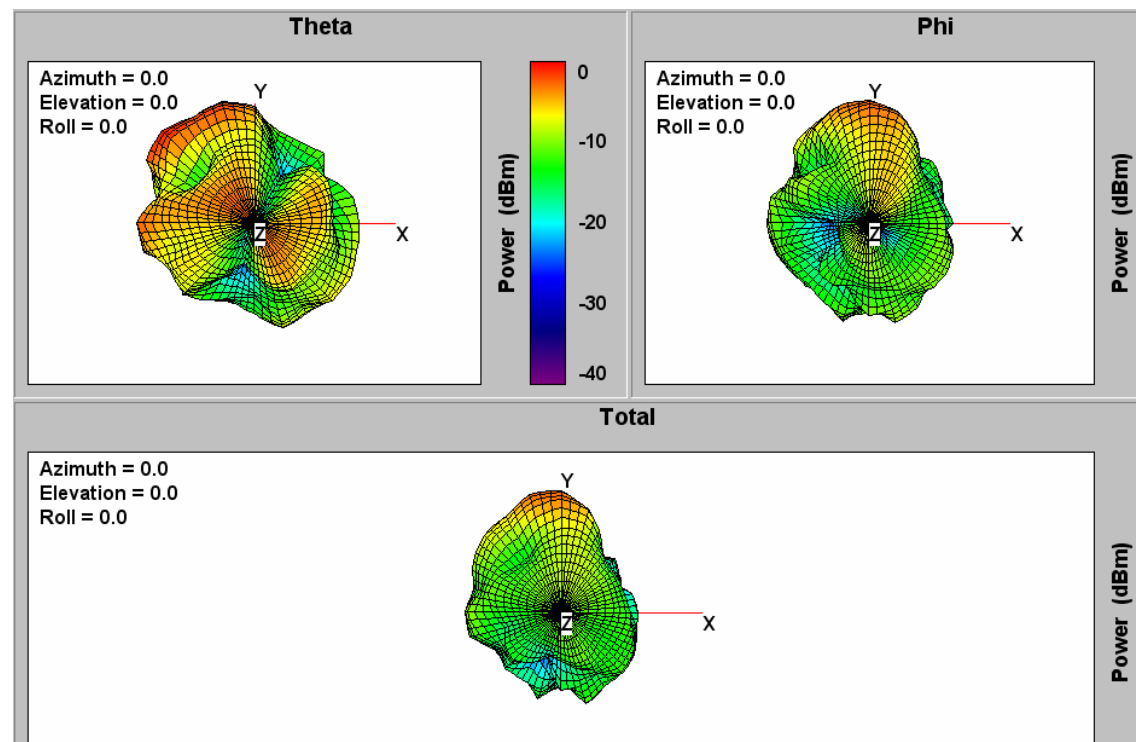 Theta
Azimuth = 0.0
Elevation = 0.0
Roll = 0.0
Y
X
Z
0
-10
-20
-30
-40
Power (dBm)
Phi
Azimuth = 0.0
Elevation = 0.0
Roll = 0.0
Y
X
Z
Power (dBm)
Total
Azimuth = 0.0
Elevation = 0.0
Roll = 0.0
Y
X
Z
Power (dBm)